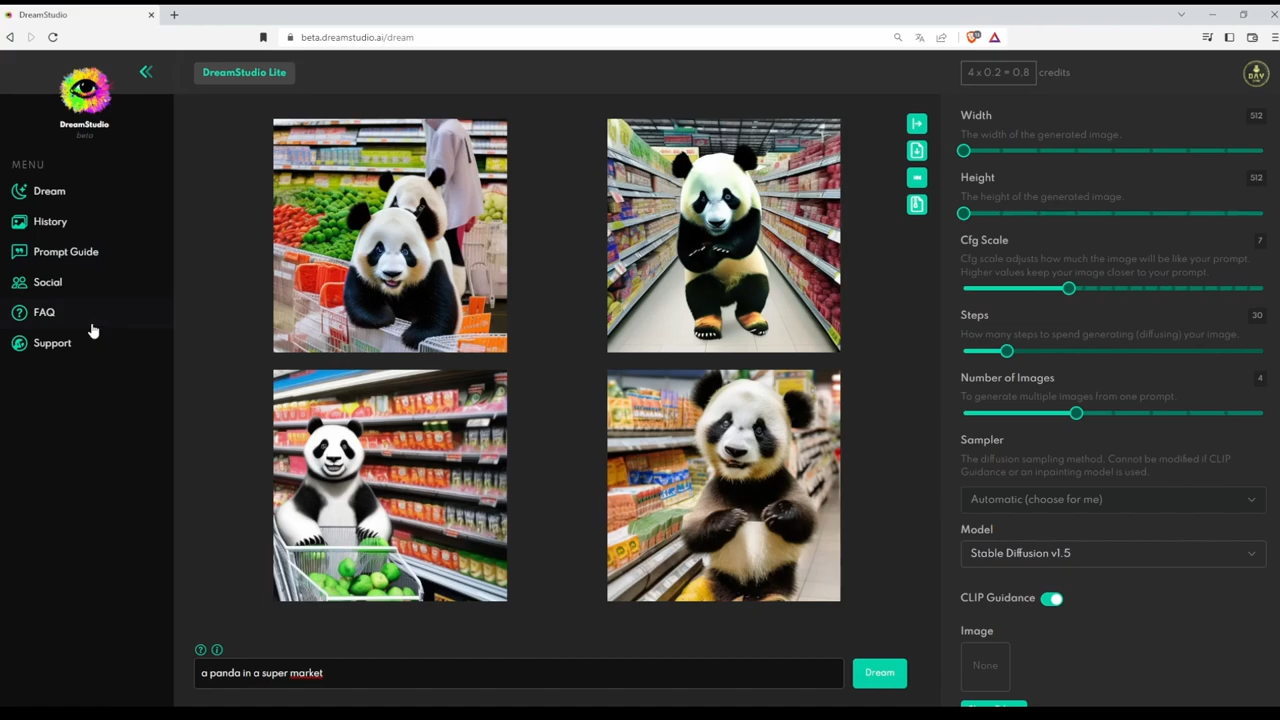 DreamStudio
beta.dreamstudio.ai/dream
DreamStudio
beta
MENU
Dream
History
Prompt Guide
Social
FAQ
Support
DreamStudio Lite
a panda in a super market
Dream
4 x 0.2 = 0.8 credits
DAY
Width 512
The width of the generated image.
Height 512
The height of the generated image.
Cfg Scale 7
Cfg scale adjusts how much the image will be like your prompt.
Higher values keep your image closer to your prompt.
Steps 30
How many steps to spend generating (diffusing) your image.
Number of Images 4
To generate multiple images from one prompt.
Sampler
The diffusion sampling method. Cannot be modified if CLIP
Guidance or an inpainting model is used.
Automatic (choose for me)
Model
Stable Diffusion v1.5
CLIP Guidance
Image
None